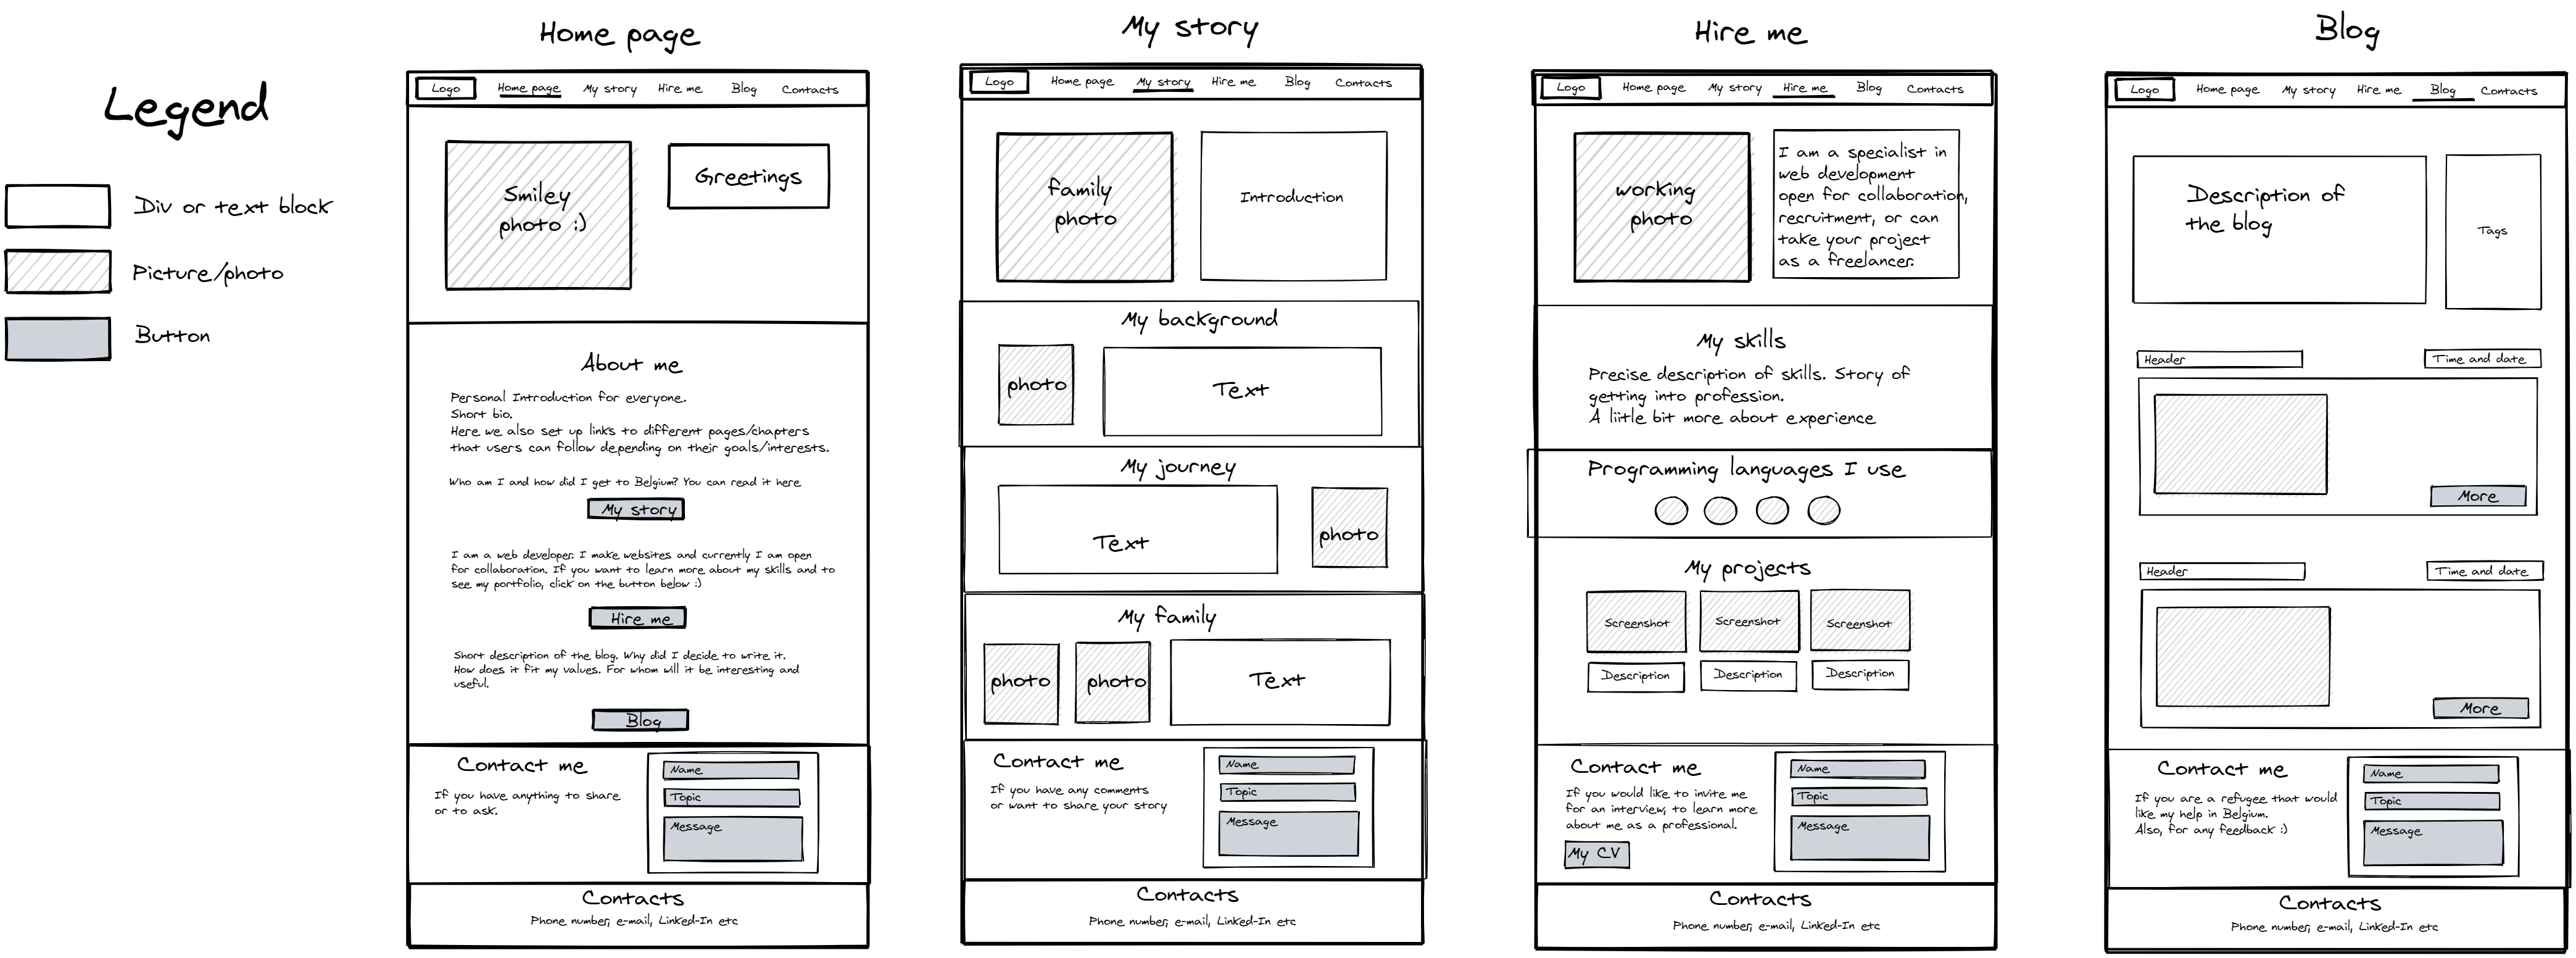 Legend
Div or text block
Picture/photo
Button
Home page
Logo Home page My story Hire me Blog Contacts
Smiley
photo :)
Greetings
About me
Personal Introduction for everyone.
Short bio.
Here we also set up links to different pages/chapters
that users can follow depending on their goals/interests.
Who am I and how did I get to Belgium? You can read it here
My story
I am a web developer. I make websites and currently I am open
for collaboration. If you want to learn more about my skills and to
see my portfolio, click on the button below :)
Hire me
Short description of the blog. Why did I decide to write it.
How does it fit my values. For whom will it be interesting and
useful.
Blog
Contact me
If you have anything to share
or to ask.
Name
Topic
Message
Contacts
Phone number, e-mail, Linked-In etc
My story
Logo Home page My story Hire me Blog Contacts
family
photo
Introduction
My background
photo
Text
My journey
Text
photo
My family
photo
photo
Text
Contact me
If you have any comments
or want to share your story
Name
Topic
Message
Contacts
Phone number, e-mail, Linked-In etc
Hire me
Logo Home page My story Hire me Blog Contacts
working
photo
I am a specialist in
web development
open for collaboration,
recruitment, or can
take your project
as a freelancer.
My skills
Precise description of skills. Story of
getting into profession.
A liitle bit more about experience
Programming languages I use
My projects
Screenshot Screenshot Screenshot
Description Description Description
Contact me
If you would like to invite me
for an interview, to learn more
about me as a professional.
My CV
Name
Topic
Message
Contacts
Phone number, e-mail, Linked-In etc
Blog
Logo Home page My story Hire me Blog Contacts
Description of
the blog
Tags
Header
Time and date
More
Header
Time and date
More
Contact me
If you are a refugee that would
like my help in Belgium.
Also, for any feedback :)
Name
Topic
Message
Contacts
Phone number, e-mail, Linked-In etc